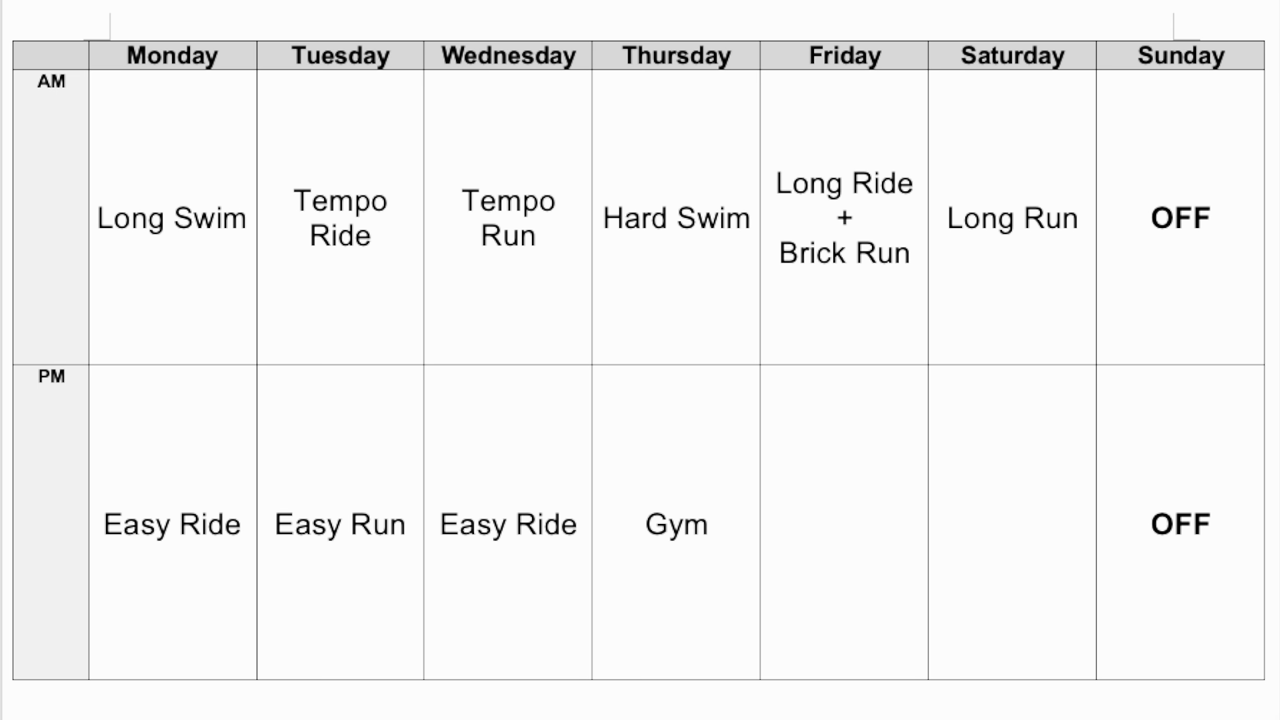 Monday Tuesday Wednesday Thursday Friday Saturday Sunday
AM
Long Swim
Tempo
Ride
Tempo
Run
Hard Swim
Long Ride
+
Brick Run
Long Run
OFF
PM
Easy Ride
Easy Run
Easy Ride
Gym
OFF